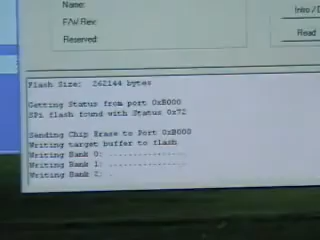 Name:
F/W Rev:
Reserved:
Intro /
Read
Flash Size: 262144 bytes
Getting Status from port 0xB000
SPi flash found with Status 0x72
Sending Chip Erase to Port 0xB000
Writing target buffer to flash
Writing Bank 0: ................
Writing Bank 1: ................
Writing Bank 2: .